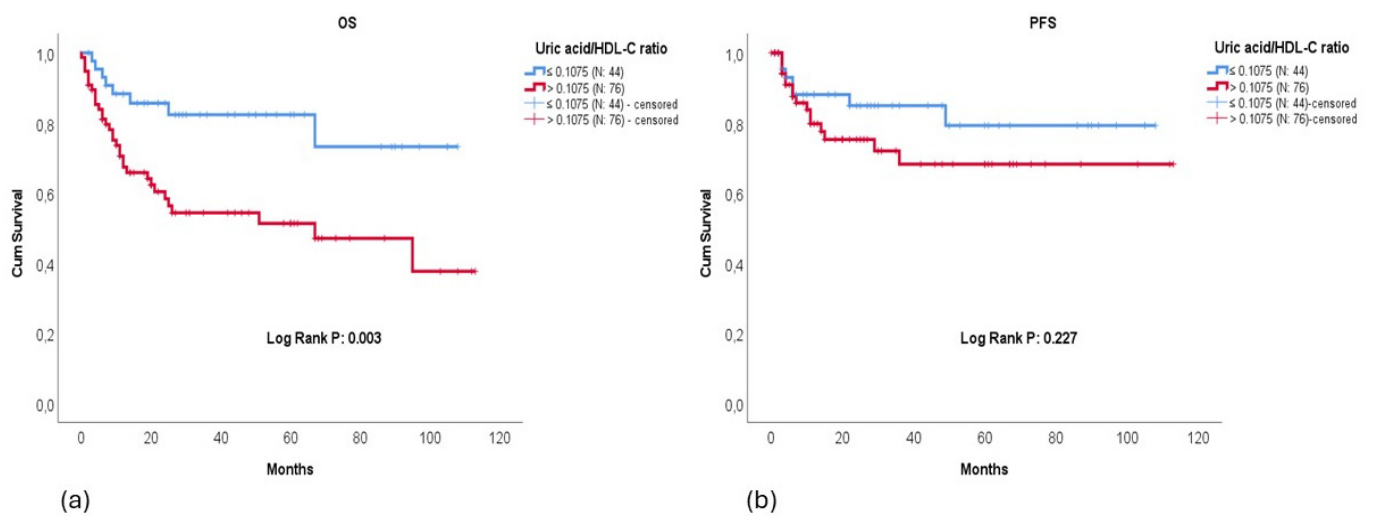 OS
Uric acid/HDL-C ratio
≤ 0.1075 (N: 44)
> 0.1075 (N: 76)
≤ 0.1075 (N: 44) - censored
> 0.1075 (N: 76) - censored
1,0
0,8
0,6
0,4
0,2
0,0
Cum Survival
Log Rank P: 0.003
0 20 40 60 80 100 120
Months
(a)
PFS
Uric acid/HDL-C ratio
≤ 0.1075 (N: 44)
> 0.1075 (N: 76)
≤ 0.1075 (N: 44)-censored
> 0.1075 (N: 76)-censored
1,0
0,8
0,6
0,4
0,2
0,0
Cum Survival
Log Rank P: 0.227
0 20 40 60 80 100 120
Months
(b)